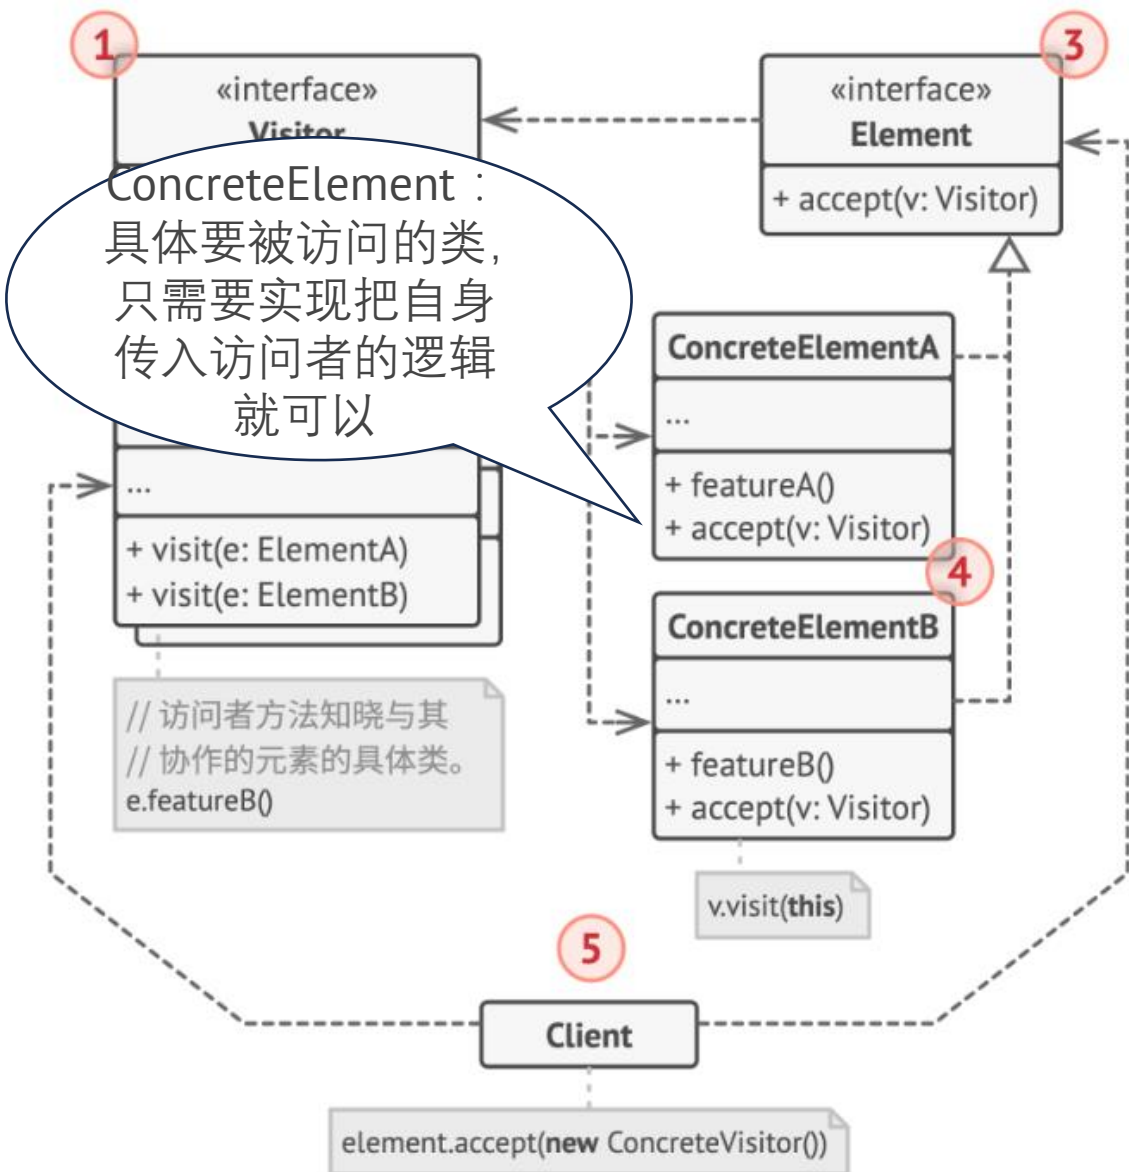 1
«interface»
Visitor
3
«interface»
Element
+ accept(v: Visitor)
ConcreteElement：
具体要被访问的类，
只需要实现把自身
传入访问者的逻辑
就可以
...
+ visit(e: ElementA)
+ visit(e: ElementB)
// 访问者方法知晓与其
// 协作的元素的具体类。
e.featureB()
ConcreteElementA
...
+ featureA()
+ accept(v: Visitor)
4
ConcreteElementB
...
+ featureB()
+ accept(v: Visitor)
v.visit(this)
5
Client
element.accept(new ConcreteVisitor())